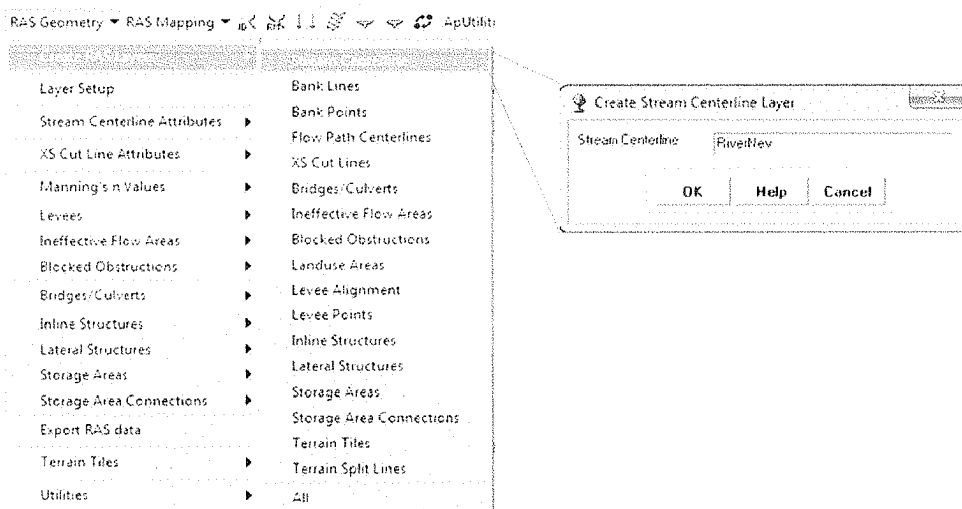 RAS Geometry RAS Mapping ApUtiliti
Layer Setup
Stream Centerline Attributes
XS Cut Line Attributes
Manning's n Values
Levees
Ineffective Flow Areas
Blocked Obstructions
Bridges/Culverts
Inline Structures
Lateral Structures
Storage Areas
Storage Area Connections
Export RAS data
Terrain Tiles
Utilities
Bank Lines
Bank Points
Flow Path Centerlines
XS Cut Lines
Bridges/Culverts
Ineffective Flow Areas
Blocked Obstructions
Landuse Areas
Levee Alignment
Levee Points
Inline Structures
Lateral Structures
Storage Areas
Storage Area Connections
Terrain Tiles
Terrain Split Lines
All
Create Stream Centerline Layer
Stream Centerline RiverNev
OK Help Cancel